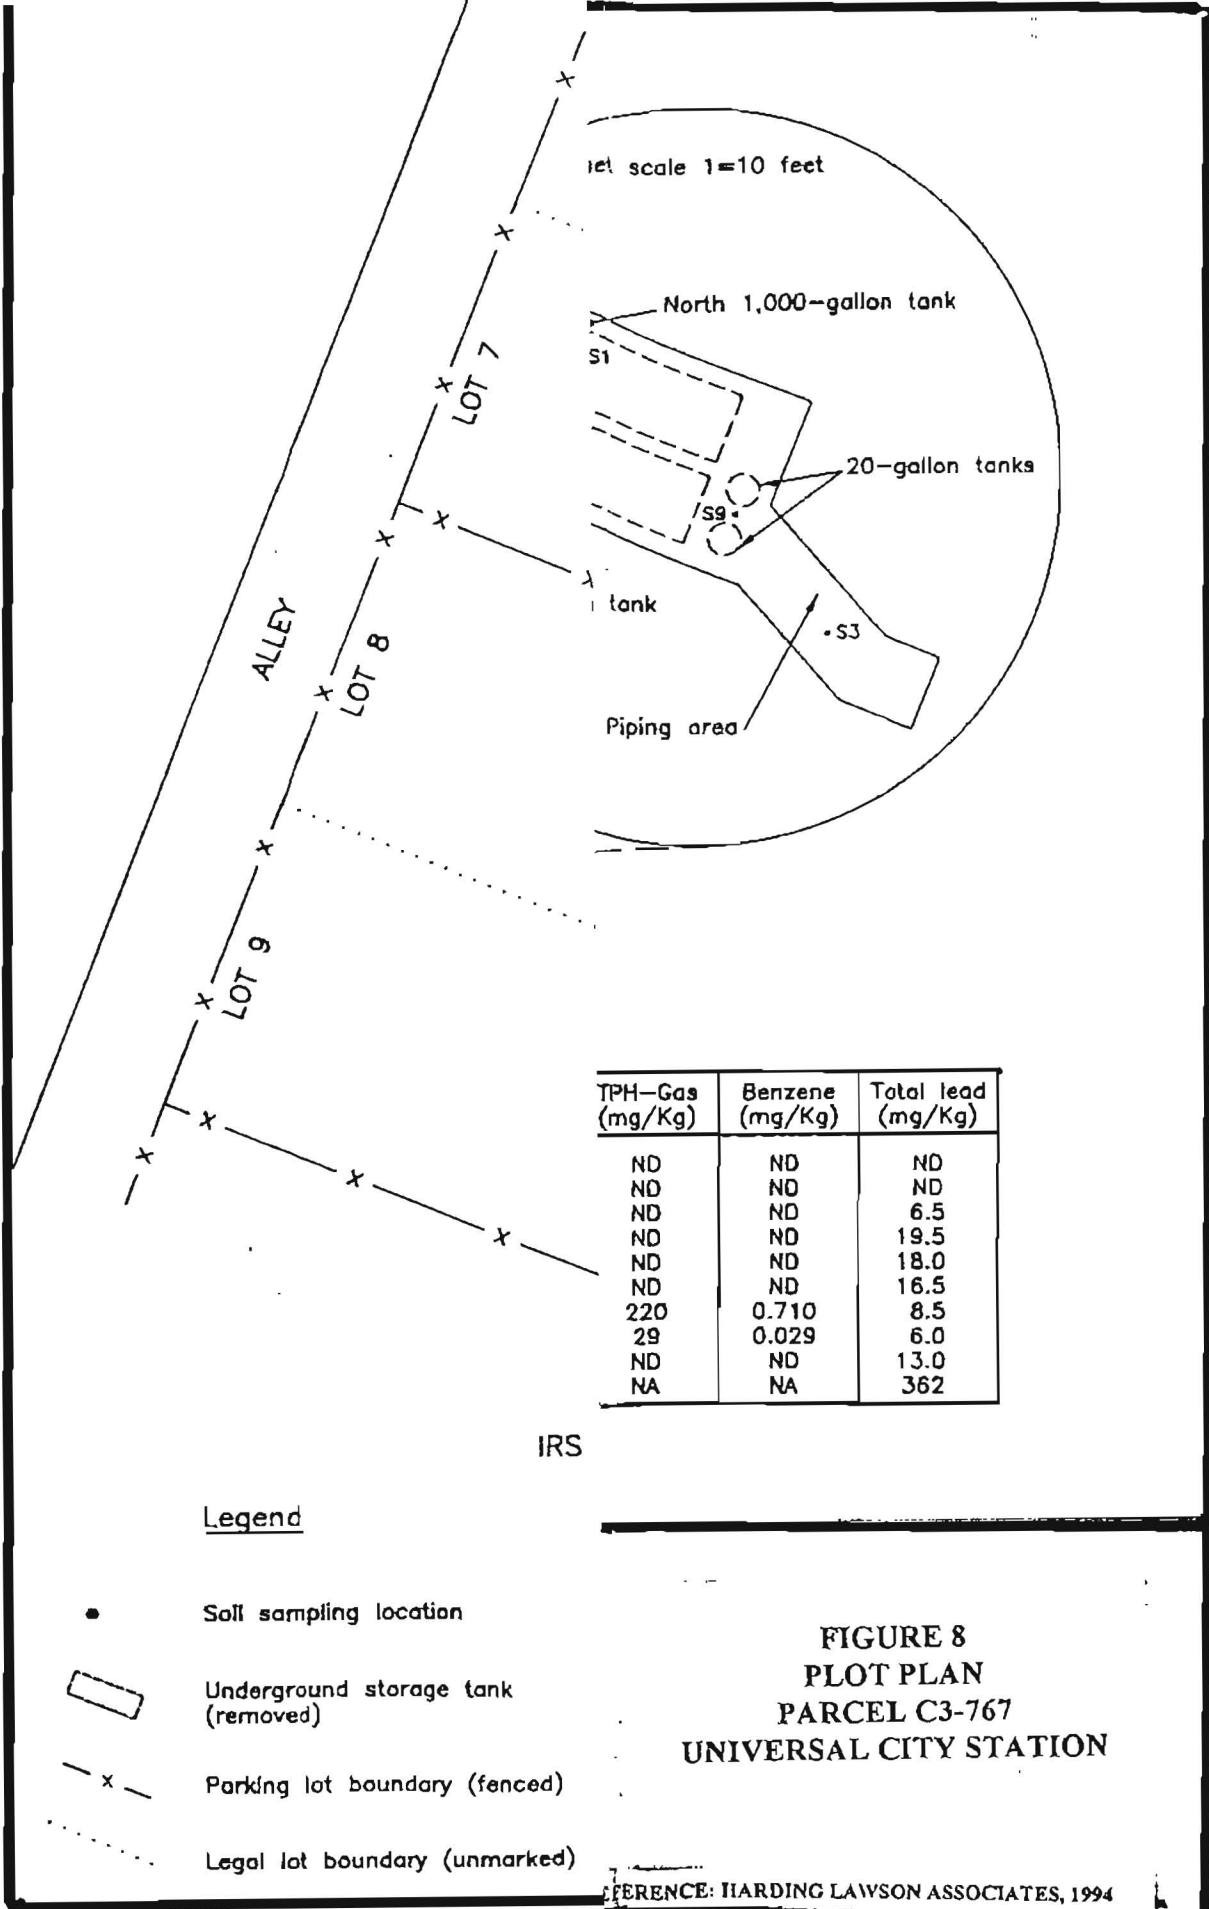 scale 1=10 feet
North 1,000-gallon tank
S1
LOT 7
20-gallon tanks
S9
tank
ALLEY
LOT 8
S3
Piping area
LOT 9
TPH-Gas (mg/Kg) Benzene (mg/Kg) Total lead (mg/Kg)
ND ND ND
ND ND ND
ND ND 6.5
ND ND 19.5
ND ND 18.0
ND ND 16.5
220 0.710 8.5
29 0.029 6.0
ND ND 13.0
NA NA 362
IRS
Legend
Soil sampling location
Underground storage tank
(removed)
Parking lot boundary (fenced)
Legal lot boundary (unmarked)
FIGURE 8
PLOT PLAN
PARCEL C3-767
UNIVERSAL CITY STATION
ERENCE: HARDING LAWSON ASSOCIATES, 1994